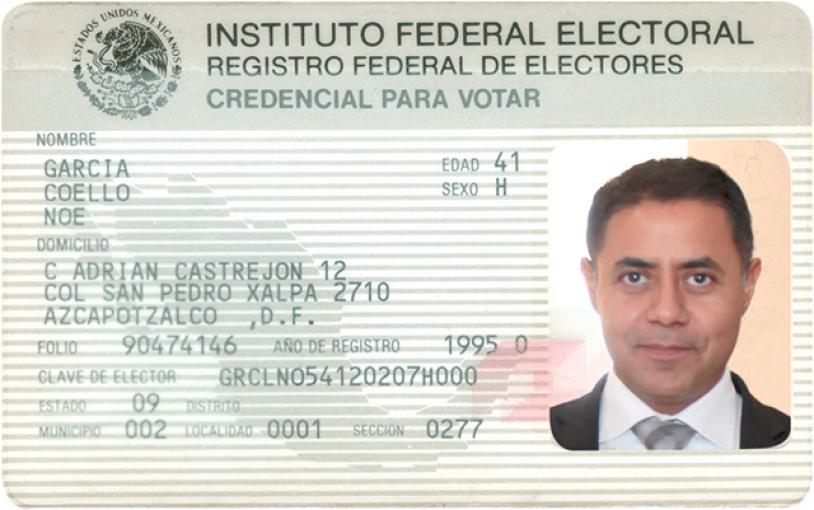 ESTADOS UNIDOS MEXICANOS
INSTITUTO FEDERAL ELECTORAL
REGISTRO FEDERAL DE ELECTORES
CREDENCIAL PARA VOTAR
NOMBRE
GARCIA
COELLO
NOE
EDAD 41
SEXO H
DOMICILIO
C ADRIAN CASTREJON 12
COL SAN PEDRO XALPA 2710
AZCAPOTZALCO ,D.F.
FOLIO 90474146 AÑO DE REGISTRO 1995 0
CLAVE DE ELECTOR GRCLNO54120207H000
ESTADO 09 DISTRITO
MUNICIPIO 002 LOCALIDAD 0001 SECCION 0277